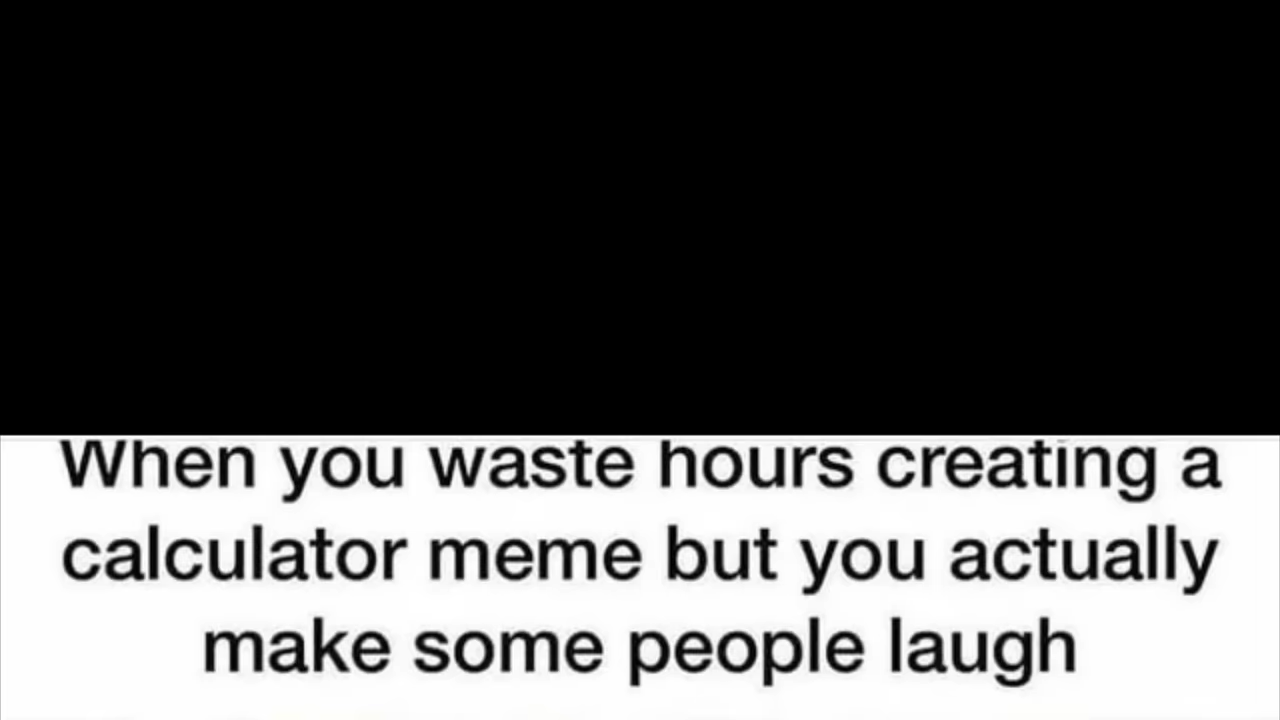 When you waste hours creating a
calculator meme but you actually
make some people laugh